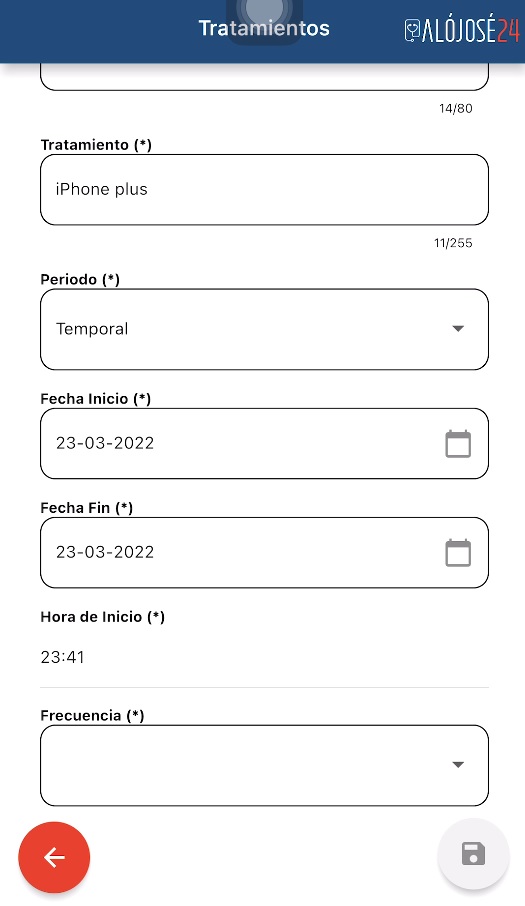 Tratamientos
ALÓJOSÉ24
14/80
Tratamiento (*)
iPhone plus
11/255
Periodo (*)
Temporal
Fecha Inicio (*)
23-03-2022
Fecha Fin (*)
23-03-2022
Hora de Inicio (*)
23:41
Frecuencia (*)